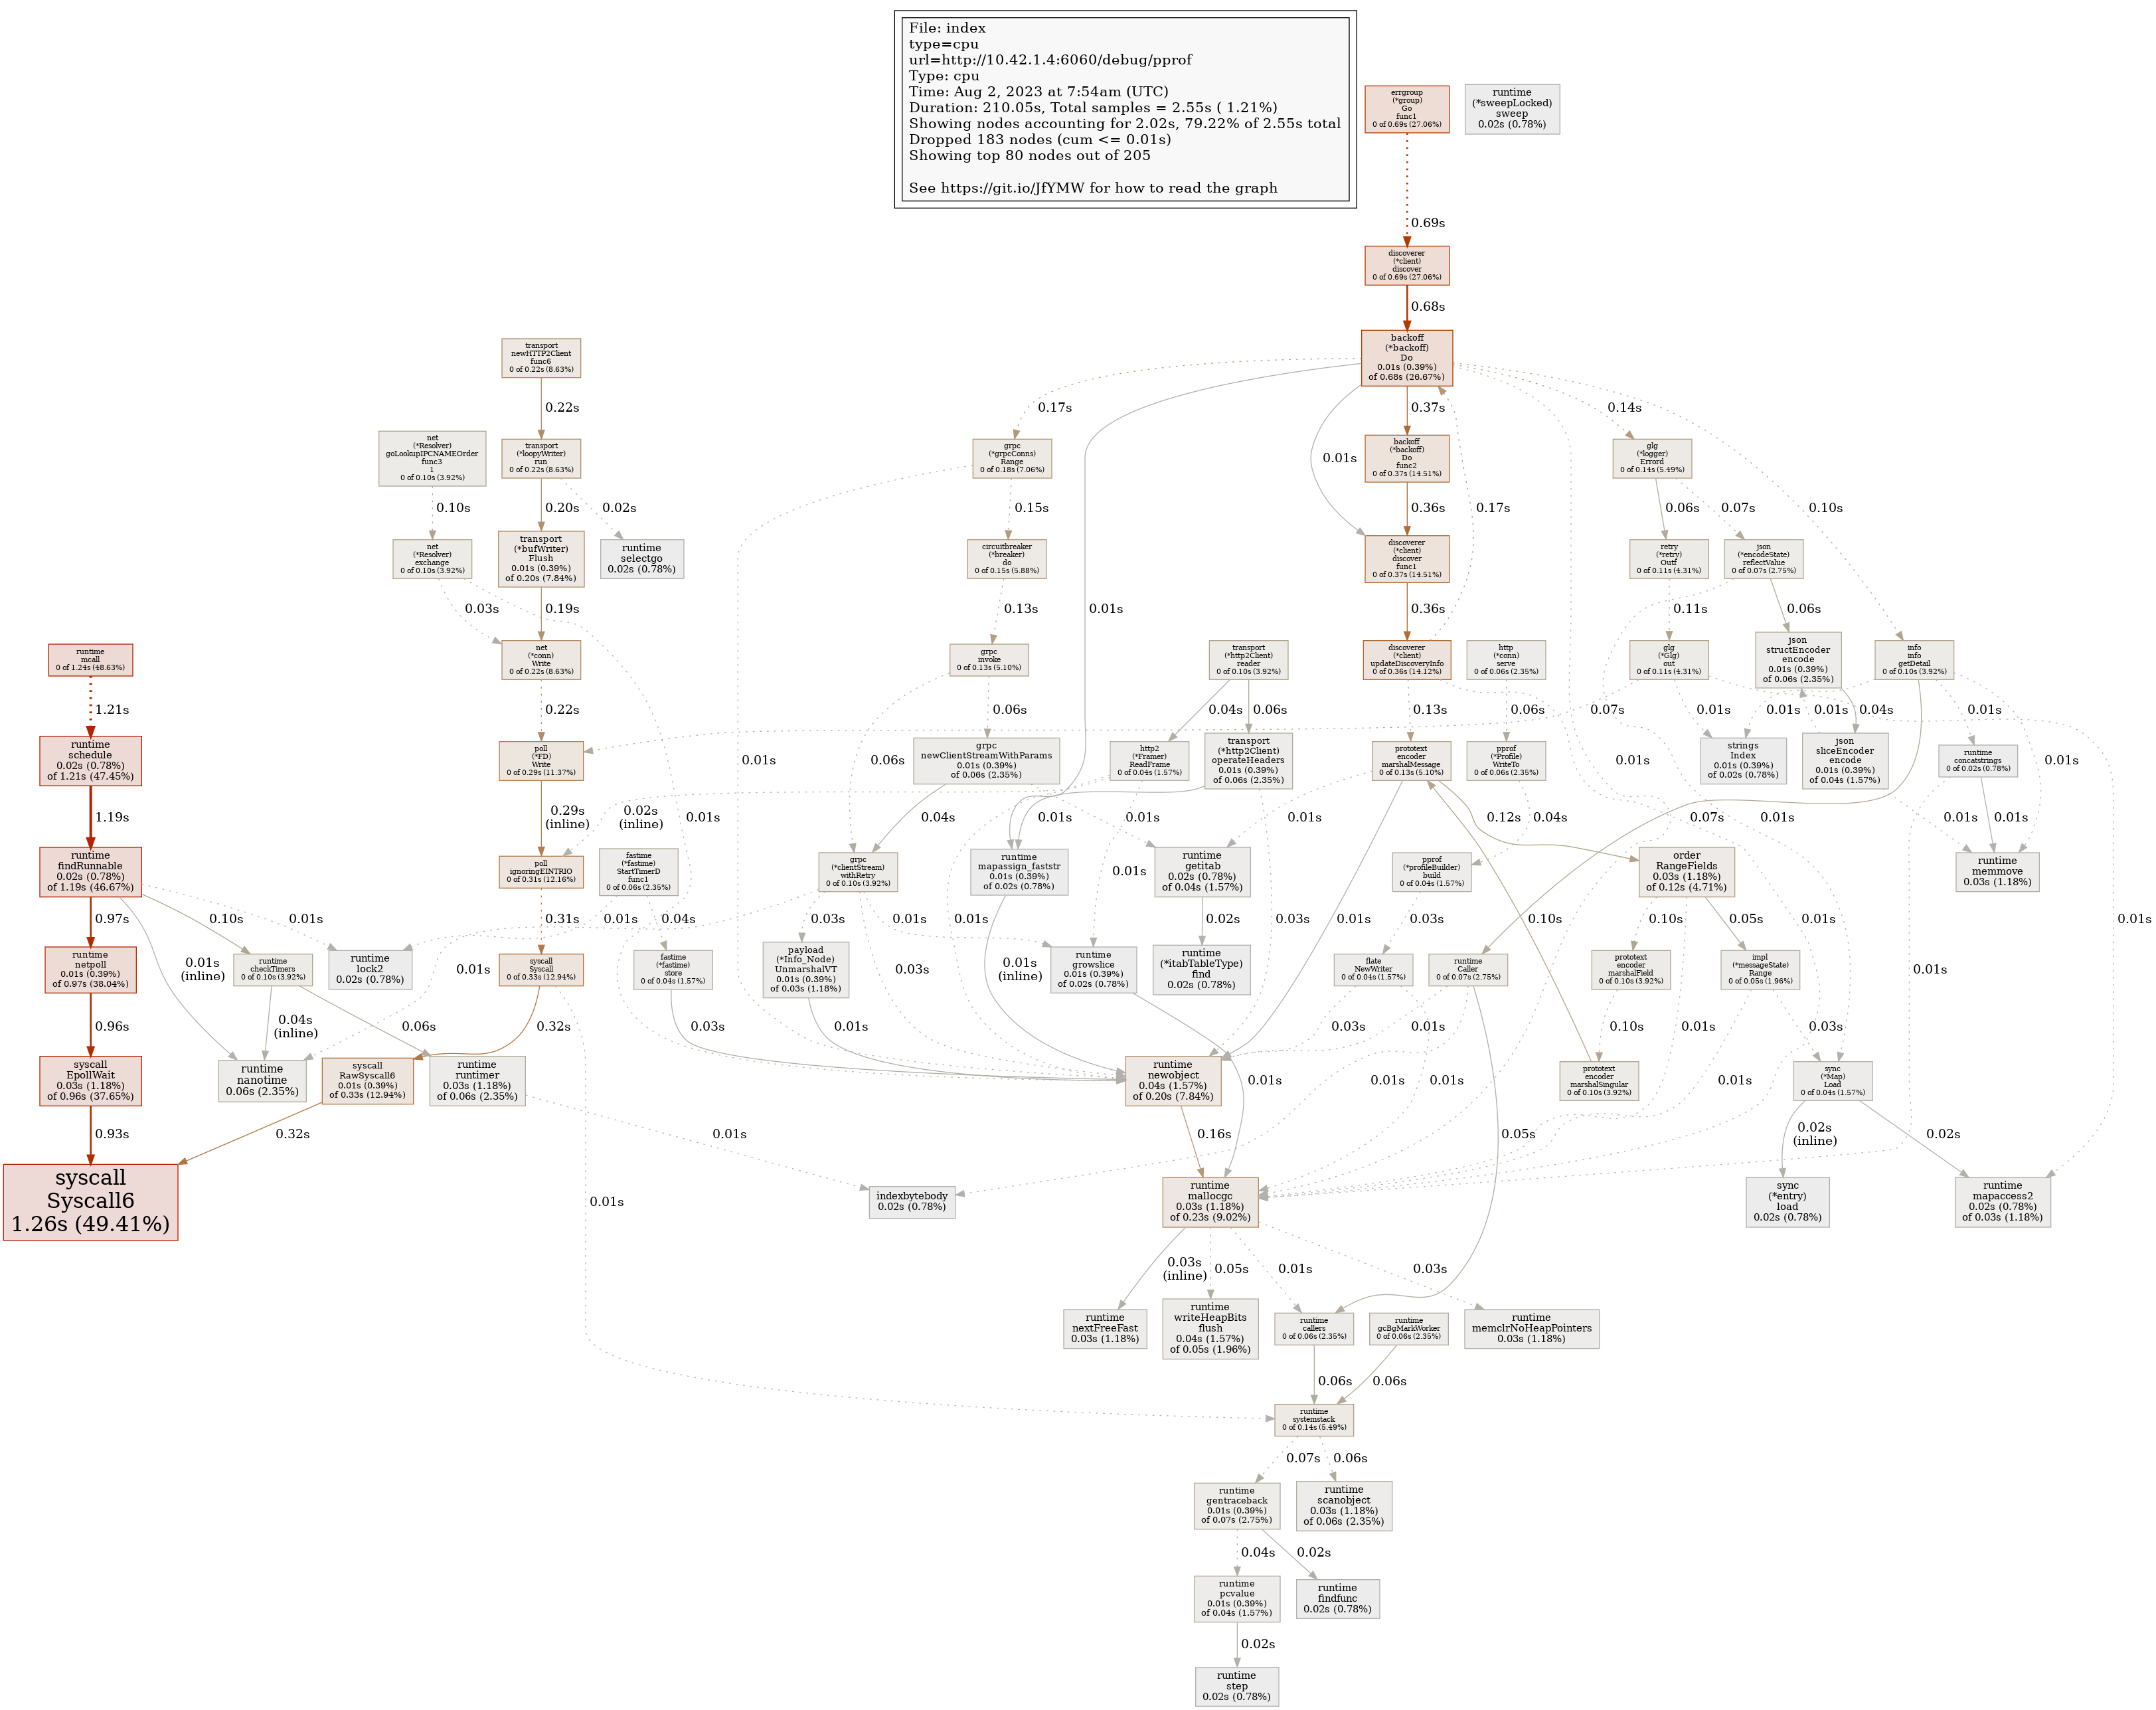 File: index
type=cpu
url=http://10.42.1.4:6060/debug/pprof
Type: cpu
Time: Aug 2, 2023 at 7:54am (UTC)
Duration: 210.05s, Total samples = 2.55s ( 1.21%)
Showing nodes accounting for 2.02s, 79.22% of 2.55s total
Dropped 183 nodes (cum <= 0.01s)
Showing top 80 nodes out of 205
See https://git.io/JfYMW for how to read the graph
errgroup
(*group)
Go
func1
0 of 0.69s (27.06%)
runtime
(*sweepLocked)
sweep
0.02s (0.78%)
0.69s
discoverer
(*client)
discover
0 of 0.69s (27.06%)
0.68s
backoff
(*backoff)
Do
0.01s (0.39%)
of 0.68s (26.67%)
transport
newHTTP2Client
func6
0 of 0.22s (8.63%)
0.22s
0.17s
0.01s
0.37s
0.14s
net
(*Resolver)
goLookupIPCNAMEOrder
func3
1
0 of 0.10s (3.92%)
transport
(*loopyWriter)
run
0 of 0.22s (8.63%)
grpc
(*grpcConns)
Range
0 of 0.18s (7.06%)
backoff
(*backoff)
Do
func2
0 of 0.37s (14.51%)
glg
(*logger)
Errord
0 of 0.14s (5.49%)
0.10s
0.20s
0.02s
0.15s
0.36s
0.17s
0.06s
0.07s
0.10s
net
(*Resolver)
exchange
0 of 0.10s (3.92%)
transport
(*bufWriter)
Flush
0.01s (0.39%)
of 0.20s (7.84%)
runtime
selectgo
0.02s (0.78%)
circuitbreaker
(*breaker)
do
0 of 0.15s (5.88%)
discoverer
(*client)
discover
func1
0 of 0.37s (14.51%)
retry
(*retry)
Outf
0 of 0.11s (4.31%)
json
(*encodeState)
reflectValue
0 of 0.07s (2.75%)
0.03s
0.19s
0.13s
0.01s
0.36s
0.11s
0.06s
runtime
mcall
0 of 1.24s (48.63%)
net
(*conn)
Write
0 of 0.22s (8.63%)
grpc
invoke
0 of 0.13s (5.10%)
transport
(*http2Client)
reader
0 of 0.10s (3.92%)
discoverer
(*client)
updateDiscoveryInfo
0 of 0.36s (14.12%)
http
(*conn)
serve
0 of 0.06s (2.35%)
glg
(*Glg)
out
0 of 0.11s (4.31%)
json
structEncoder
encode
0.01s (0.39%)
of 0.06s (2.35%)
info
info
getDetail
0 of 0.10s (3.92%)
1.21s
0.22s
0.06s
0.04s
0.06s
0.13s
0.06s
0.07s
0.01s
0.01s
0.01s
0.04s
0.01s
runtime
schedule
0.02s (0.78%)
of 1.21s (47.45%)
poll
(*FD)
Write
0 of 0.29s (11.37%)
0.01s
0.06s
grpc
newClientStreamWithParams
0.01s (0.39%)
of 0.06s (2.35%)
http2
(*Framer)
ReadFrame
0 of 0.04s (1.57%)
transport
(*http2Client)
operateHeaders
0.01s (0.39%)
of 0.06s (2.35%)
prototext
encoder
marshalMessage
0 of 0.13s (5.10%)
pprof
(*Profile)
WriteTo
0 of 0.06s (2.35%)
0.01s
strings
Index
0.01s (0.39%)
of 0.02s (0.78%)
json
sliceEncoder
encode
0.01s (0.39%)
of 0.04s (1.57%)
runtime
concatstrings
0 of 0.02s (0.78%)
0.01s
1.19s
0.29s
(inline)
0.02s
(inline)
0.01s
0.04s
0.01s
0.01s
0.01s
0.12s
0.04s
0.07s
0.01s
0.01s
0.01s
runtime
findRunnable
0.02s (0.78%)
of 1.19s (46.67%)
poll
ignoringEINTRIO
0 of 0.31s (12.16%)
fastime
(*fastime)
StartTimerD
func1
0 of 0.06s (2.35%)
grpc
(*clientStream)
withRetry
0 of 0.10s (3.92%)
runtime
mapassign_faststr
0.01s (0.39%)
of 0.02s (0.78%)
0.01s
runtime
getitab
0.02s (0.78%)
of 0.04s (1.57%)
pprof
(*profileBuilder)
build
0 of 0.04s (1.57%)
order
RangeFields
0.03s (1.18%)
of 0.12s (4.71%)
runtime
memmove
0.03s (1.18%)
0.97s
0.10s
0.01s
0.31s
0.01s
0.04s
0.03s
0.01s
0.01s
0.02s
0.03s
0.01s
0.03s
0.10s
0.10s
0.05s
0.01s
0.01s
runtime
netpoll
0.01s (0.39%)
of 0.97s (38.04%)
0.01s
(inline)
runtime
checkTimers
0 of 0.10s (3.92%)
runtime
lock2
0.02s (0.78%)
0.01s
syscall
Syscall
0 of 0.33s (12.94%)
fastime
(*fastime)
store
0 of 0.04s (1.57%)
payload
(*Info_Node)
UnmarshalVT
0.01s (0.39%)
of 0.03s (1.18%)
0.03s
0.01s
(inline)
runtime
growslice
0.01s (0.39%)
of 0.02s (0.78%)
runtime
(*itabTableType)
find
0.02s (0.78%)
flate
NewWriter
0 of 0.04s (1.57%)
runtime
Caller
0 of 0.07s (2.75%)
prototext
encoder
marshalField
0 of 0.10s (3.92%)
impl
(*messageState)
Range
0 of 0.05s (1.96%)
0.01s
0.96s
0.04s
(inline)
0.06s
0.32s
0.03s
0.01s
0.03s
0.01s
0.10s
0.01s
0.03s
syscall
EpollWait
0.03s (1.18%)
of 0.96s (37.65%)
runtime
nanotime
0.06s (2.35%)
syscall
RawSyscall6
0.01s (0.39%)
of 0.33s (12.94%)
runtime
runtimer
0.03s (1.18%)
of 0.06s (2.35%)
runtime
newobject
0.04s (1.57%)
of 0.20s (7.84%)
0.01s
0.01s
0.01s
prototext
encoder
marshalSingular
0 of 0.10s (3.92%)
0.01s
sync
(*Map)
Load
0 of 0.04s (1.57%)
0.93s
0.32s
0.01s
0.16s
0.05s
0.02s
(inline)
0.02s
syscall
Syscall6
1.26s (49.41%)
0.01s
indexbytebody
0.02s (0.78%)
runtime
mallocgc
0.03s (1.18%)
of 0.23s (9.02%)
sync
(*entry)
load
0.02s (0.78%)
runtime
mapaccess2
0.02s (0.78%)
of 0.03s (1.18%)
0.03s
(inline)
0.05s
0.01s
0.03s
runtime
nextFreeFast
0.03s (1.18%)
runtime
writeHeapBits
flush
0.04s (1.57%)
of 0.05s (1.96%)
runtime
callers
0 of 0.06s (2.35%)
runtime
gcBgMarkWorker
0 of 0.06s (2.35%)
runtime
memclrNoHeapPointers
0.03s (1.18%)
0.06s
0.06s
runtime
systemstack
0 of 0.14s (5.49%)
0.07s
0.06s
runtime
gentraceback
0.01s (0.39%)
of 0.07s (2.75%)
runtime
scanobject
0.03s (1.18%)
of 0.06s (2.35%)
0.04s
0.02s
runtime
pcvalue
0.01s (0.39%)
of 0.04s (1.57%)
runtime
findfunc
0.02s (0.78%)
0.02s
runtime
step
0.02s (0.78%)